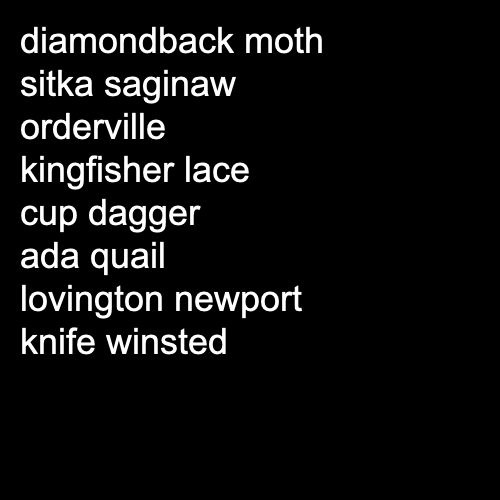 diamondback moth
sitka saginaw
orderville
kingfisher lace
cup dagger
ada quail
lovington newport
knife winsted